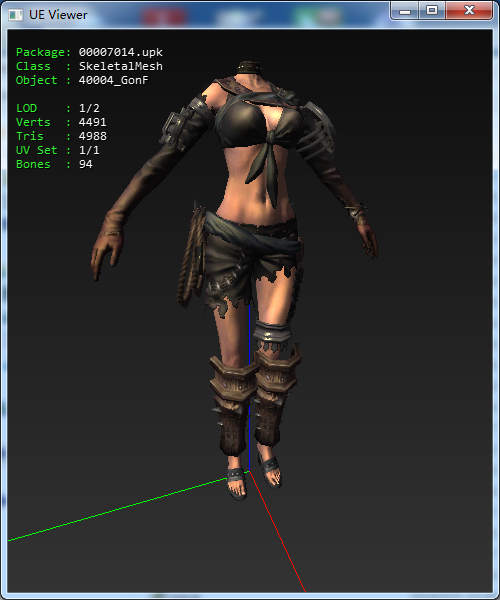 UE Viewer
Package: 00007014.upk
Class  : SkeletalMesh
Object : 40004_GonF
LOD    : 1/2
Verts  : 4491
Tris   : 4988
UV Set : 1/1
Bones  : 94